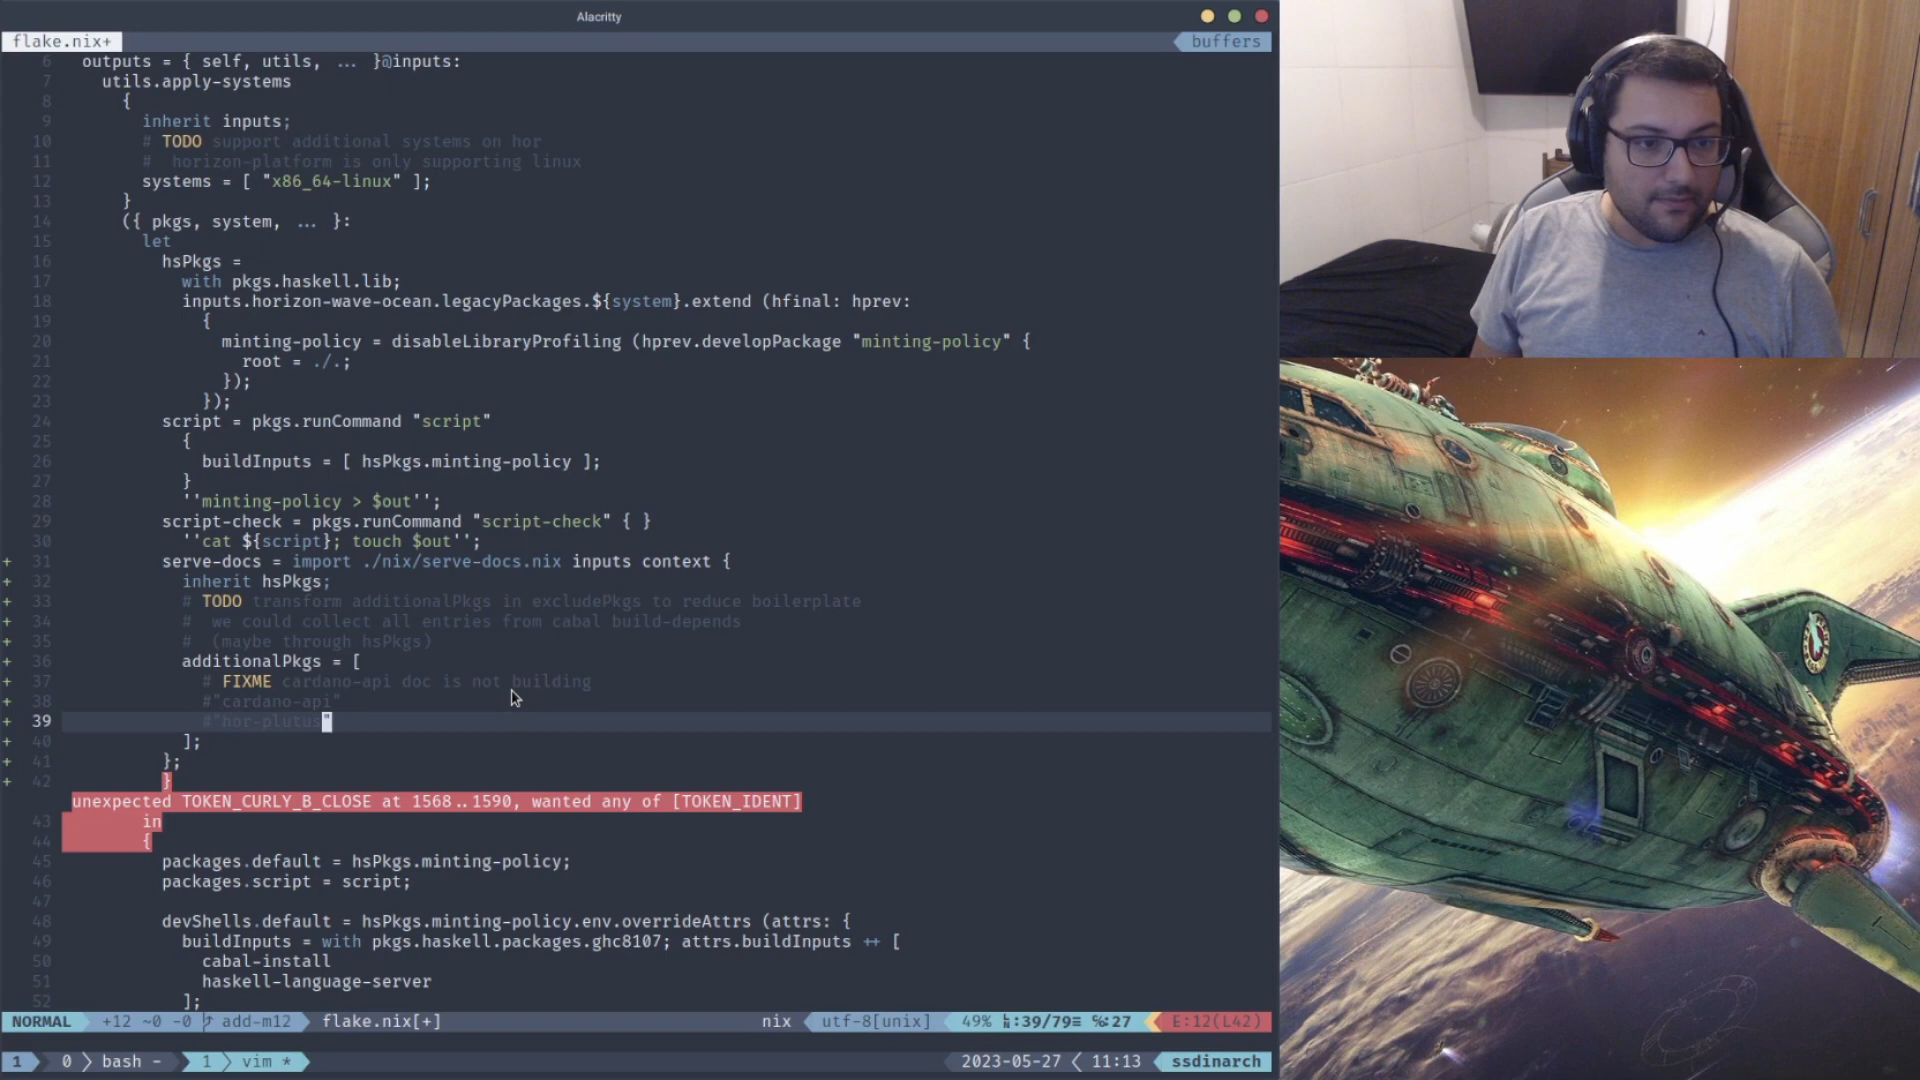 Alacritty
flake.nix+
buffers
6 outputs = { self, utils, ... }@inputs:
7 utils.apply-systems
8 {
9 inherit inputs;
10 # TODO support additional systems on hor
11 # horizon-platform is only supporting linux
12 systems = [ "x86_64-linux" ];
13 }
14 ({ pkgs, system, ... }:
15 let
16 hsPkgs =
17 with pkgs.haskell.lib;
18 inputs.horizon-wave-ocean.legacyPackages.${system}.extend (hfinal: hprev:
19 {
20 minting-policy = disableLibraryProfiling (hprev.developPackage "minting-policy" {
21 root = ./.;
22 });
23 });
24 script = pkgs.runCommand "script"
25 {
26 buildInputs = [ hsPkgs.minting-policy ];
27 }
28 ''minting-policy > $out'';
29 script-check = pkgs.runCommand "script-check" { }
30 ''cat ${script}; touch $out'';
+ 31 serve-docs = import ./nix/serve-docs.nix inputs context {
+ 32 inherit hsPkgs;
+ 33 # TODO transform additionalPkgs in excludePkgs to reduce boilerplate
+ 34 # we could collect all entries from cabal build-depends
+ 35 # (maybe through hsPkgs)
+ 36 additionalPkgs = [
+ 37 # FIXME cardano-api doc is not building
+ 38 #"cardano-api"
+ 39 #"hor-plutus"
+ 40 ];
+ 41 };
+ 42 }
unexpected TOKEN_CURLY_B_CLOSE at 1568..1590, wanted any of [TOKEN_IDENT]
43 in
44 {
45 packages.default = hsPkgs.minting-policy;
46 packages.script = script;
47
48 devShells.default = hsPkgs.minting-policy.env.overrideAttrs (attrs: {
49 buildInputs = with pkgs.haskell.packages.ghc8107; attrs.buildInputs ++ [
50 cabal-install
51 haskell-language-server
52 ];
NORMAL +12 ~0 -0 add-m12 flake.nix[+] nix utf-8[unix] 49% :39/79≡ ℅:27 E:12(L42)
1 0 bash - 1 vim * 2023-05-27 11:13 ssdinarch